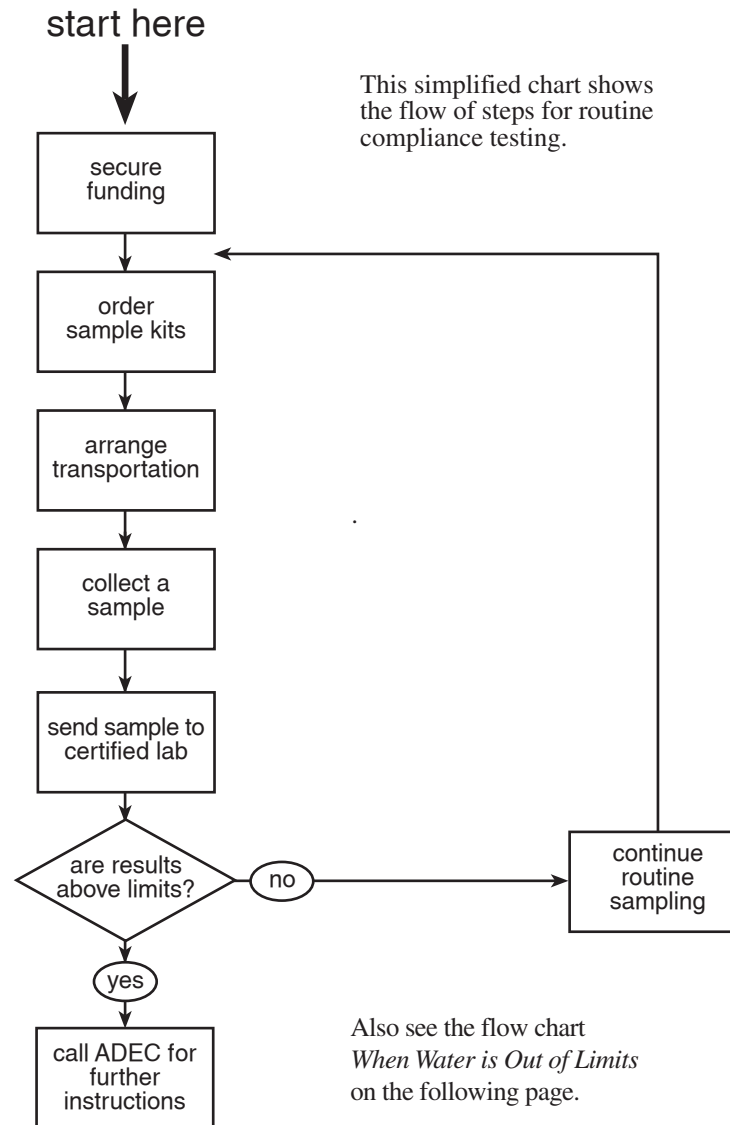 start here
This simplified chart shows
the flow of steps for routine
compliance testing.
secure
funding
order
sample kits
arrange
transportation
collect a
sample
send sample to
certified lab
are results
above limits?
no
continue
routine
sampling
yes
call ADEC for
further
instructions
Also see the flow chart
When Water is Out of Limits
on the following page.